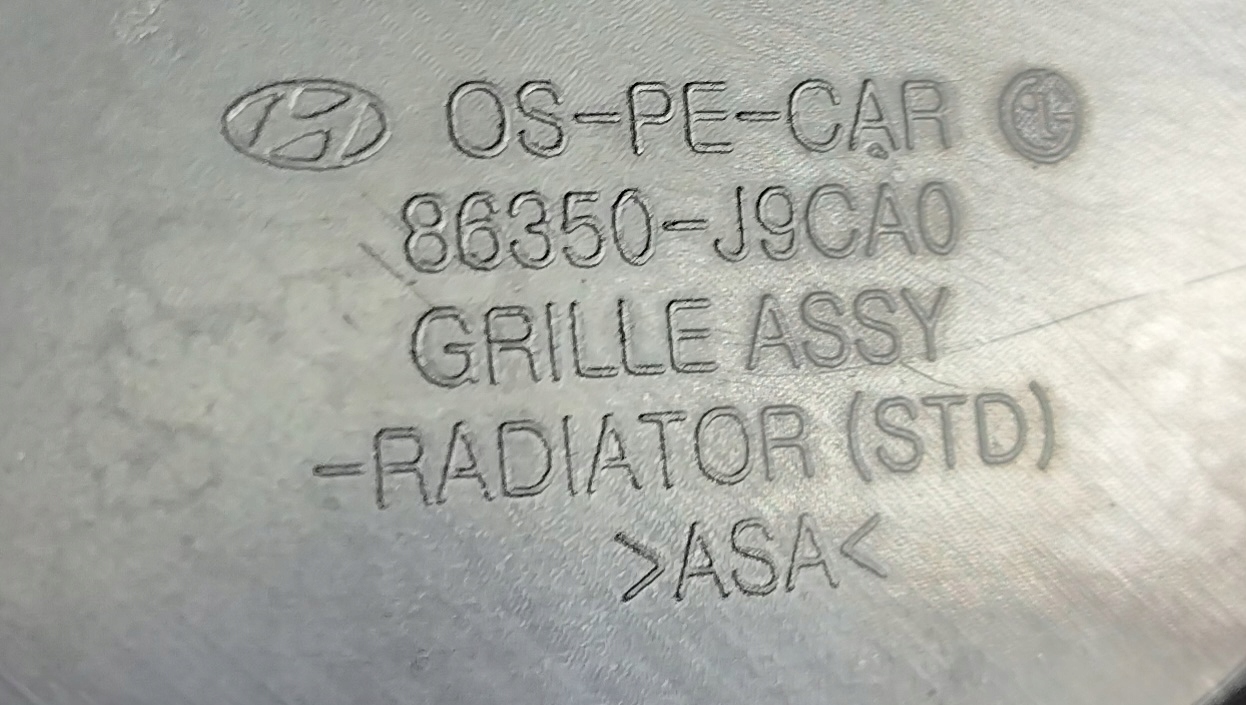 OS-PE-CAR
86350-J9CA0
GRILLE ASSY
-RADIATOR (STD)
>ASA<